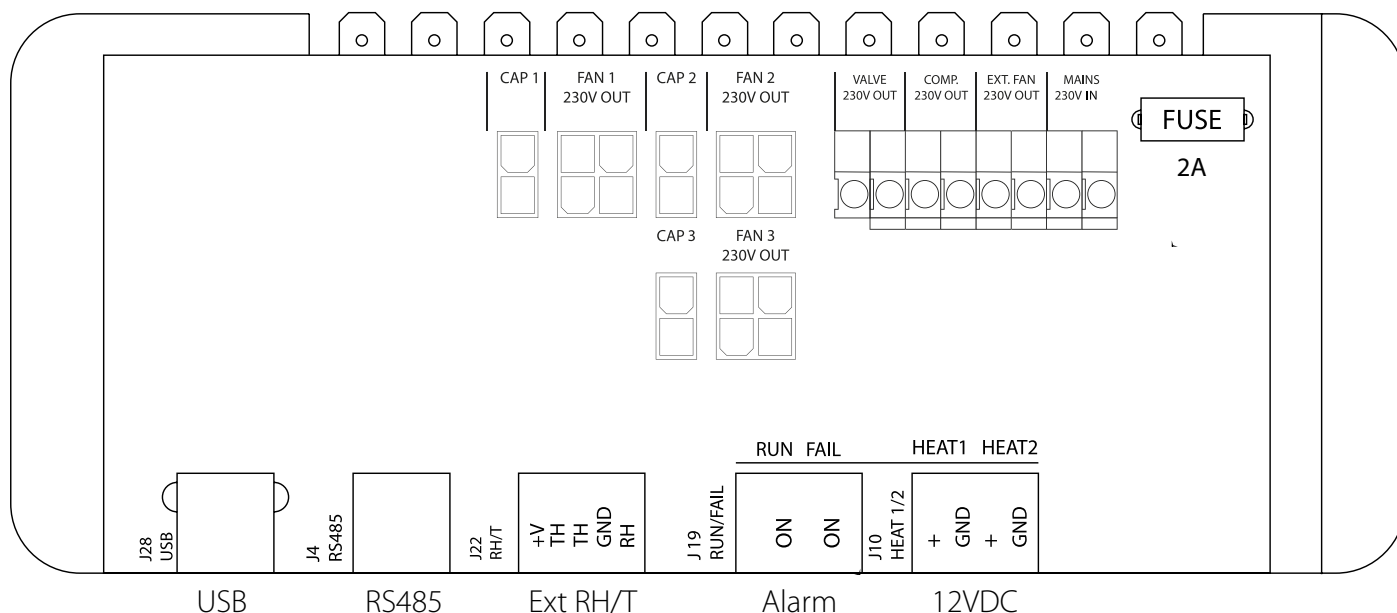 CAP 1
FAN 1
230V OUT
CAP 2
FAN 2
230V OUT
VALVE
230V OUT
COMP.
230V OUT
EXT. FAN
230V OUT
MAINS
230V IN
FUSE
2A
CAP 3
FAN 3
230V OUT
RUN FAIL
HEAT1 HEAT2
J28
USB
J4
RS485
J22
RH/T
+V
TH
TH
GND
RH
J19
RUN/FAIL
ON
ON
J10
HEAT 1/2
+
GND
+
GND
USB
RS485
Ext RH/T
Alarm
12VDC